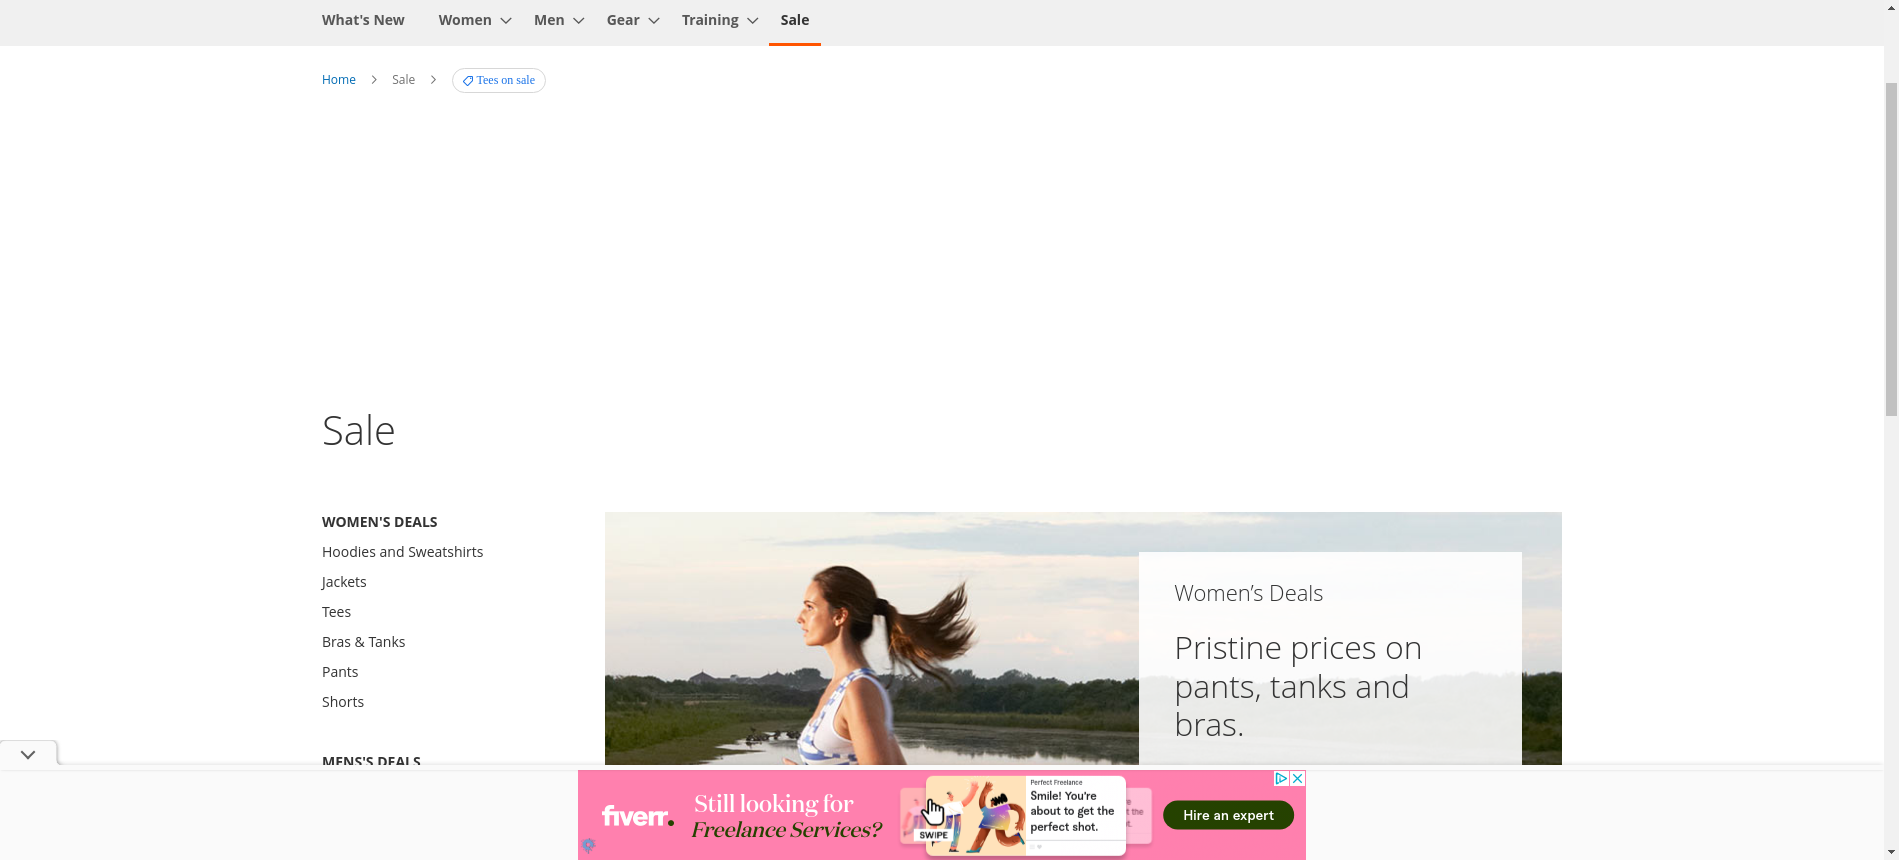 What's New Women Men Gear Training Sale
Home Sale Tees on sale
Sale
WOMEN'S DEALS
Hoodies and Sweatshirts
Jackets
Tees
Bras & Tanks
Pants
Shorts
MENS'S DEALS
Women's Deals
Pristine prices on
pants, tanks and
bras.
fiverr.
Still looking for
Freelance Services?
SWIPE
Perfect Freelance
Smile! You're
about to get the
perfect shot.
Hire an expert